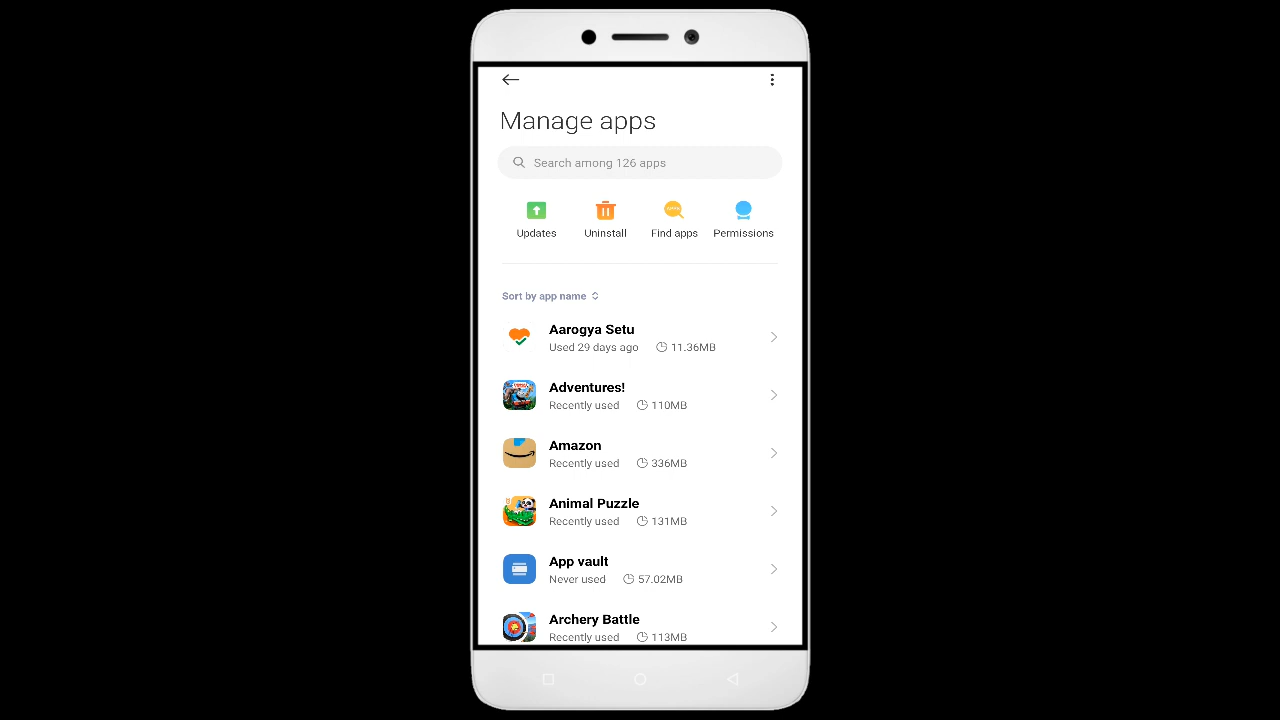 Manage apps
Search among 126 apps
Updates Uninstall Find apps Permissions
Sort by app name
Aarogya Setu
Used 29 days ago 11.36MB
Adventures!
Recently used 110MB
Amazon
Recently used 336MB
Animal Puzzle
Recently used 131MB
App vault
Never used 57.02MB
Archery Battle
Recently used 113MB